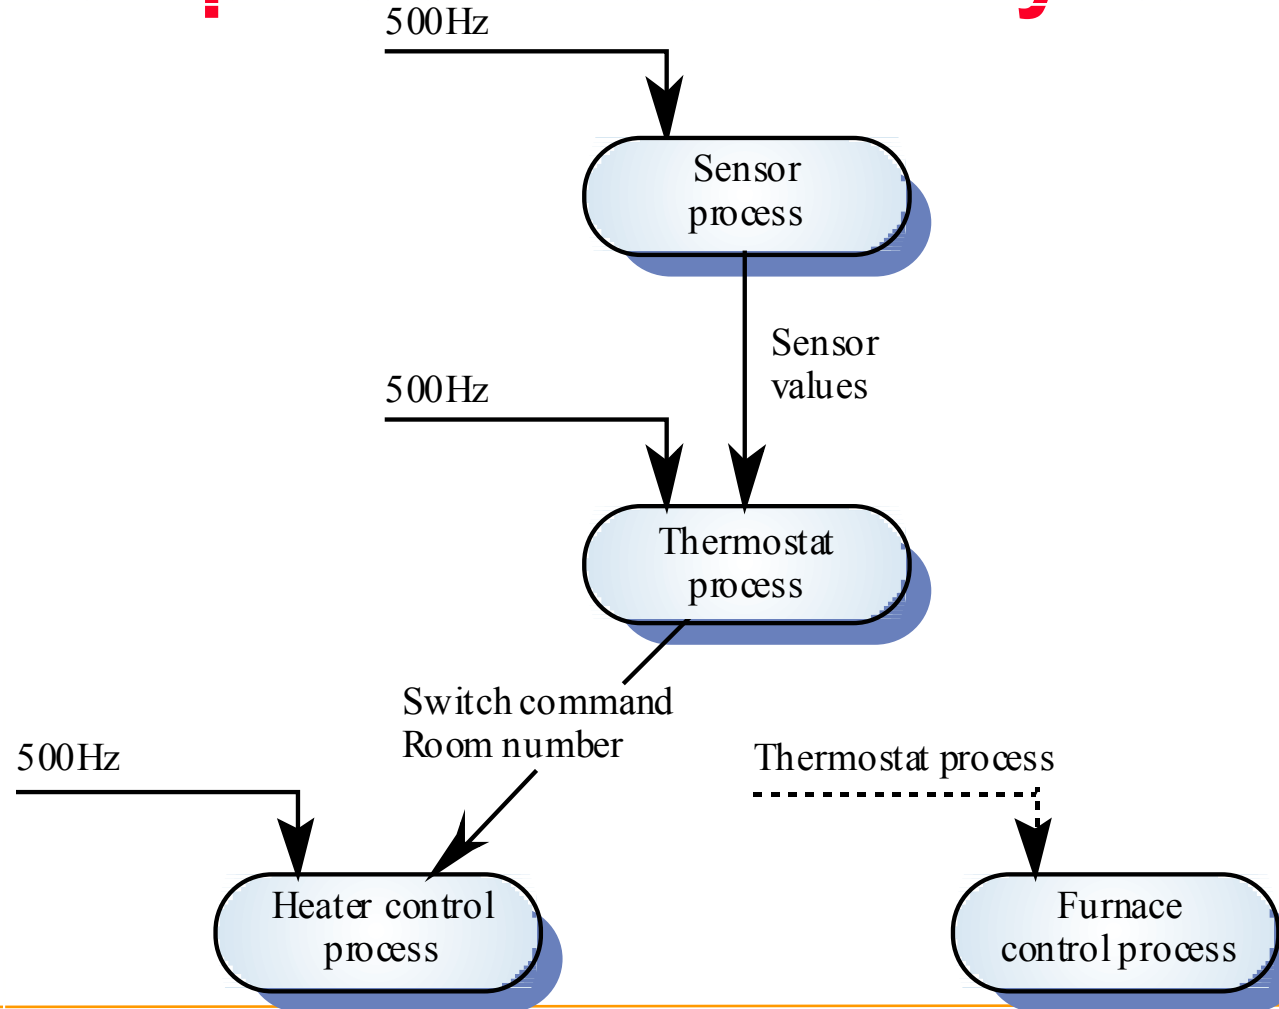 500Hz
Sensor
process
Sensor
values
500Hz
Thermostat
process
Switch command
Room number
500Hz
Thermostat process
Heater control
process
Furnace
control process